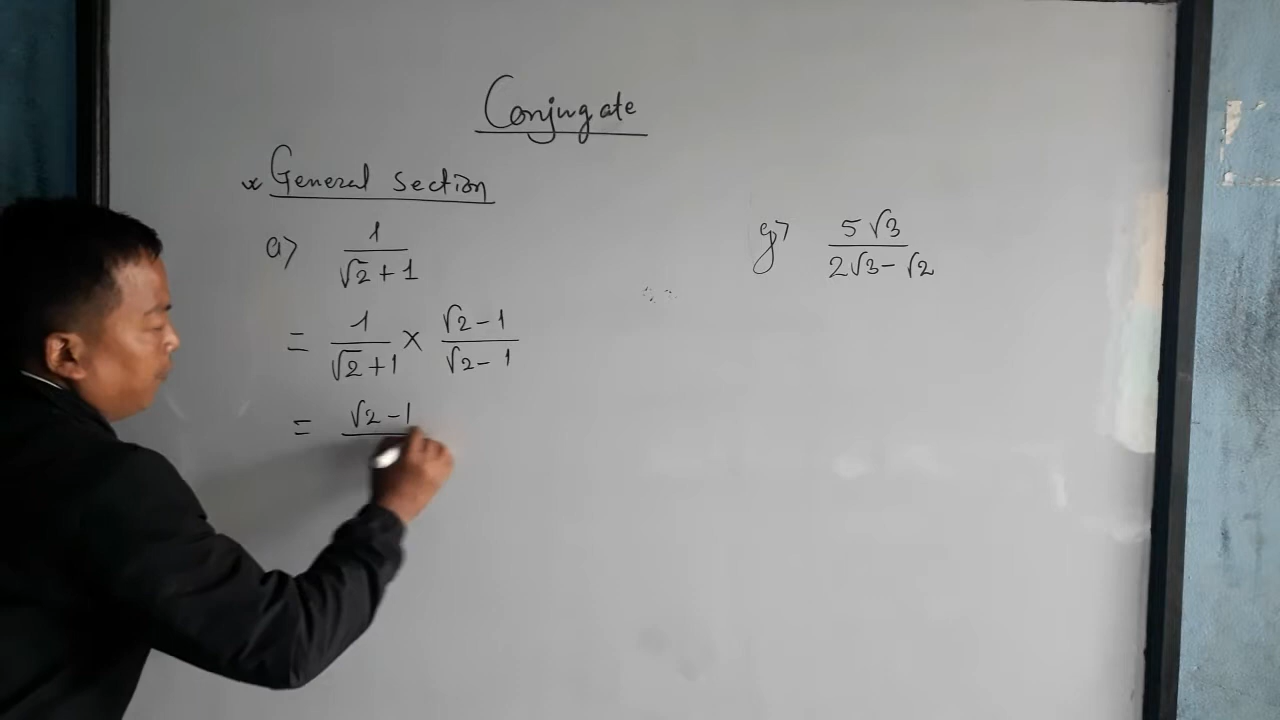 Conjugate
* General section
a> 1/(√2+1)
= 1/(√2+1) × (√2-1)/(√2-1)
= √2-1
g> 5√3/(2√3-√2)